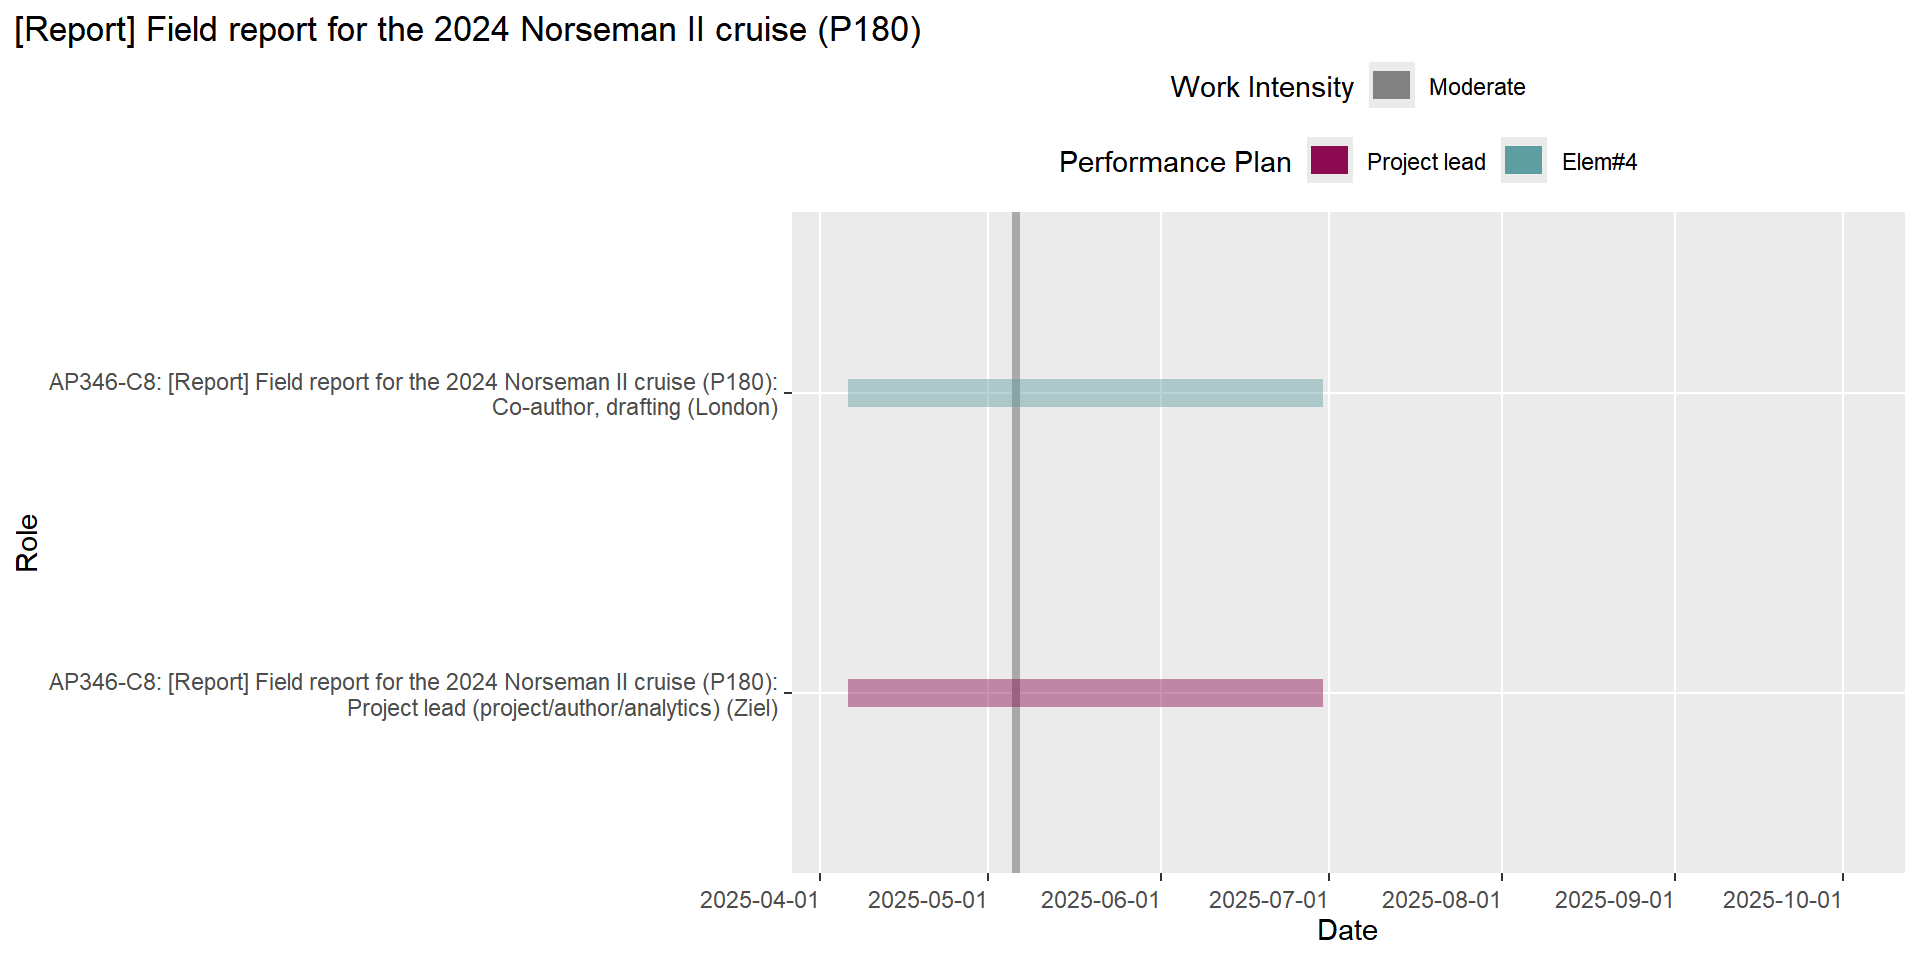 [Report] Field report for the 2024 Norseman II cruise (P180)
Work Intensity Moderate
Performance Plan Project lead Elem#4
AP346-C8: [Report] Field report for the 2024 Norseman II cruise (P180):
Co-author, drafting (London)
Role
AP346-C8: [Report] Field report for the 2024 Norseman II cruise (P180):
Project lead (project/author/analytics) (Ziel)
2025-04-01 2025-05-01 2025-06-01 2025-07-01 2025-08-01 2025-09-01 2025-10-01
Date